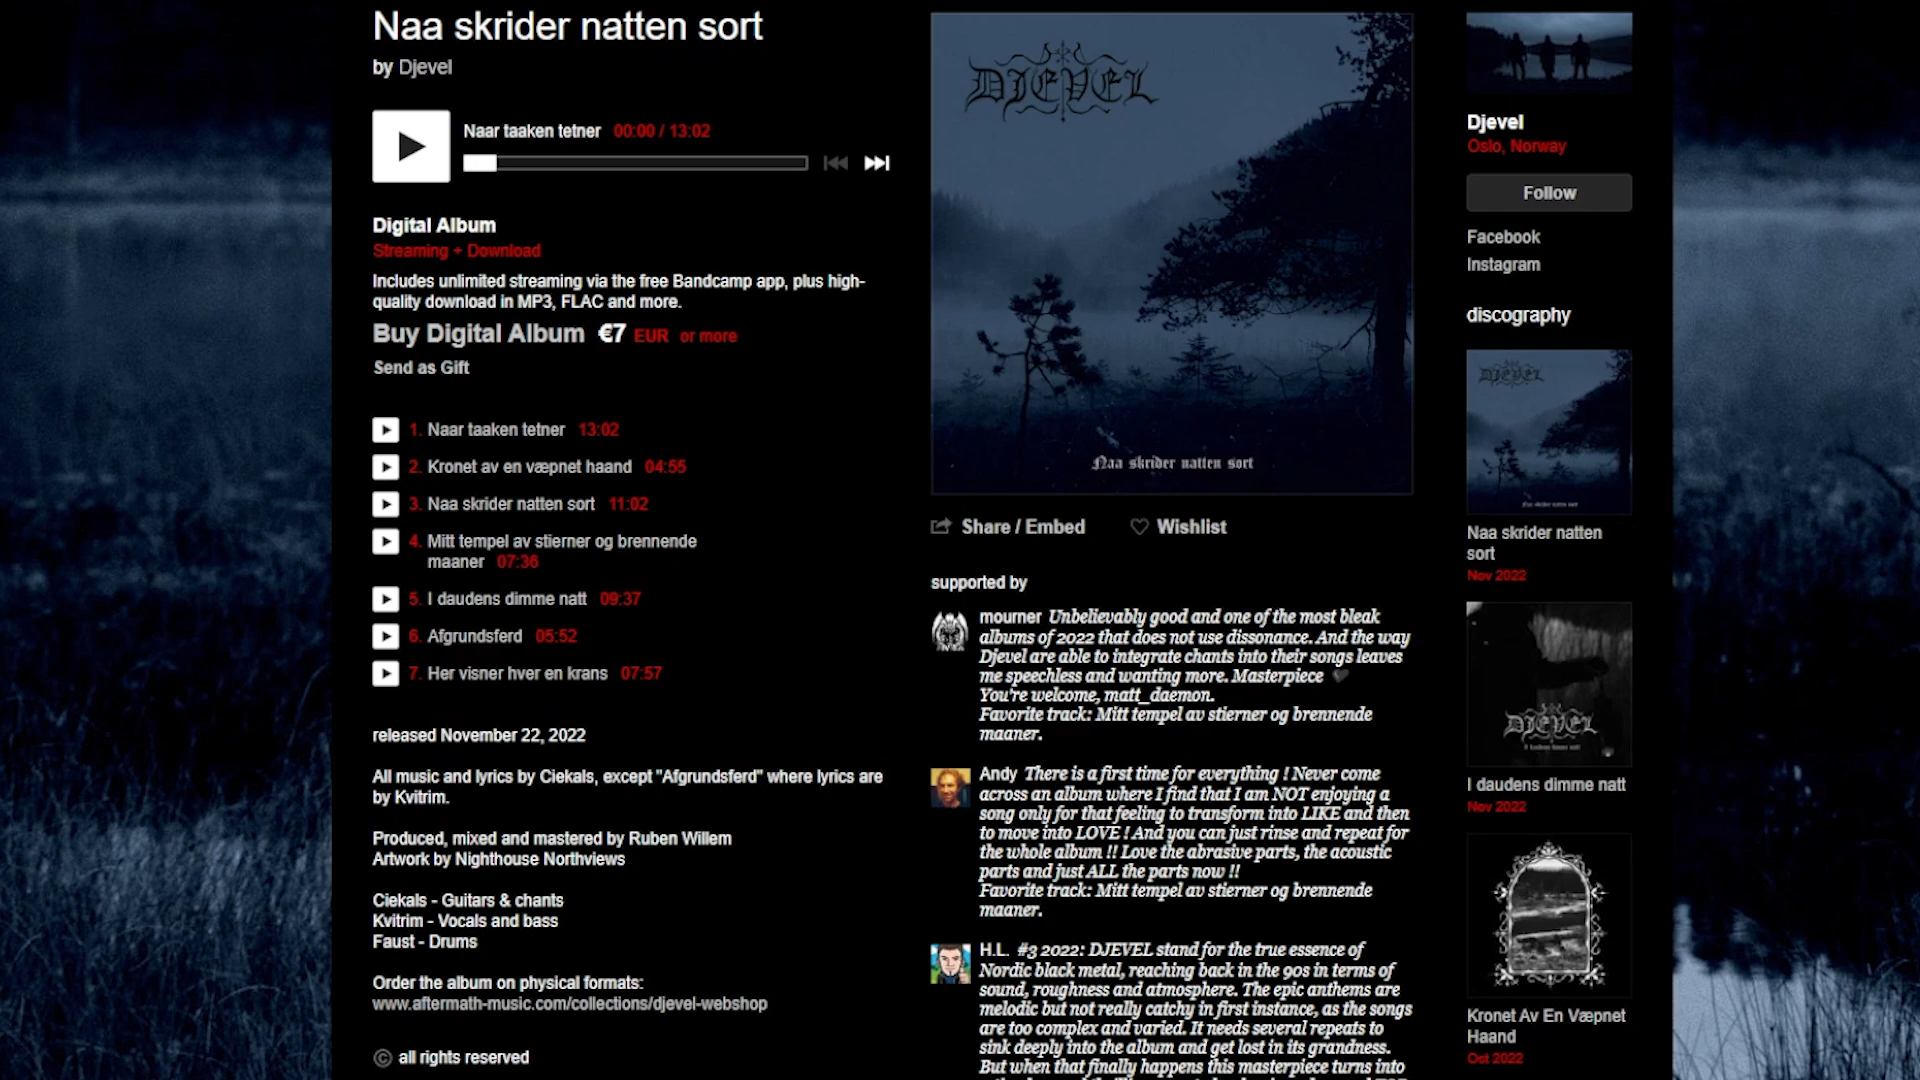 Naa skrider natten sort
by Djevel
Naar taaken tetner 00:00 / 13:02
Digital Album
Streaming + Download
Includes unlimited streaming via the free Bandcamp app, plus high-
quality download in MP3, FLAC and more.
Buy Digital Album €7 EUR or more
Send as Gift
1. Naar taaken tetner 13:02
2. Kronet av en væpnet haand 04:55
3. Naa skrider natten sort 11:02
4. Mitt tempel av stierner og brennende
maaner 07:36
5. I daudens dimme natt 09:37
6. Afgrundsferd 05:52
7. Her visner hver en krans 07:57
released November 22, 2022
All music and lyrics by Ciekals, except "Afgrundsferd" where lyrics are
by Kvitrim.
Produced, mixed and mastered by Ruben Willem
Artwork by Nighthouse Northviews
Ciekals - Guitars & chants
Kvitrim - Vocals and bass
Faust - Drums
Order the album on physical formats:
www.aftermath-music.com/collections/djevel-webshop
© all rights reserved
DJEVEL
Naa skrider natten sort
Share / Embed
Wishlist
supported by
mourner Unbelievably good and one of the most bleak
albums of 2022 that does not use dissonance. And the way
Djevel are able to integrate chants into their songs leaves
me speechless and wanting more. Masterpiece 🖤
You're welcome, matt_daemon.
Favorite track: Mitt tempel av stierner og brennende
maaner.
Andy There is a first time for everything ! Never come
across an album where I find that I am NOT enjoying a
song only for that feeling to transform into LIKE and then
to move into LOVE ! And you can just rinse and repeat for
the whole album !! Love the abrasive parts, the acoustic
parts and just ALL the parts now !!
Favorite track: Mitt tempel av stierner og brennende
maaner.
H.L. #3 2022: DJEVEL stand for the true essence of
Nordic black metal, reaching back in the 90s in terms of
sound, roughness and atmosphere. The epic anthems are
melodic but not really catchy in first instance, as the songs
are too complex and varied. It needs several repeats to
sink deeply into the album and get lost in its grandness.
But when that finally happens this masterpiece turns into
Djevel
Oslo, Norway
Follow
Facebook
Instagram
discography
DJEVEL
Naa skrider natten sort
Naa skrider natten
sort
Nov 2022
DJEVEL
I daudens dimme natt
I daudens dimme natt
Nov 2022
Kronet Av En Væpnet
Haand
Oct 2022